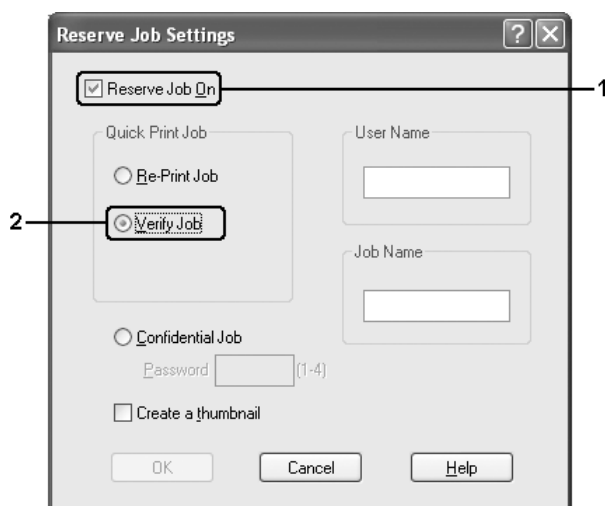 Reserve Job Settings
Reserve Job On
1
Quick Print Job
User Name
Re-Print Job
2
Verify Job
Job Name
Confidential Job
Password
(1-4)
Create a thumbnail
OK
Cancel
Help